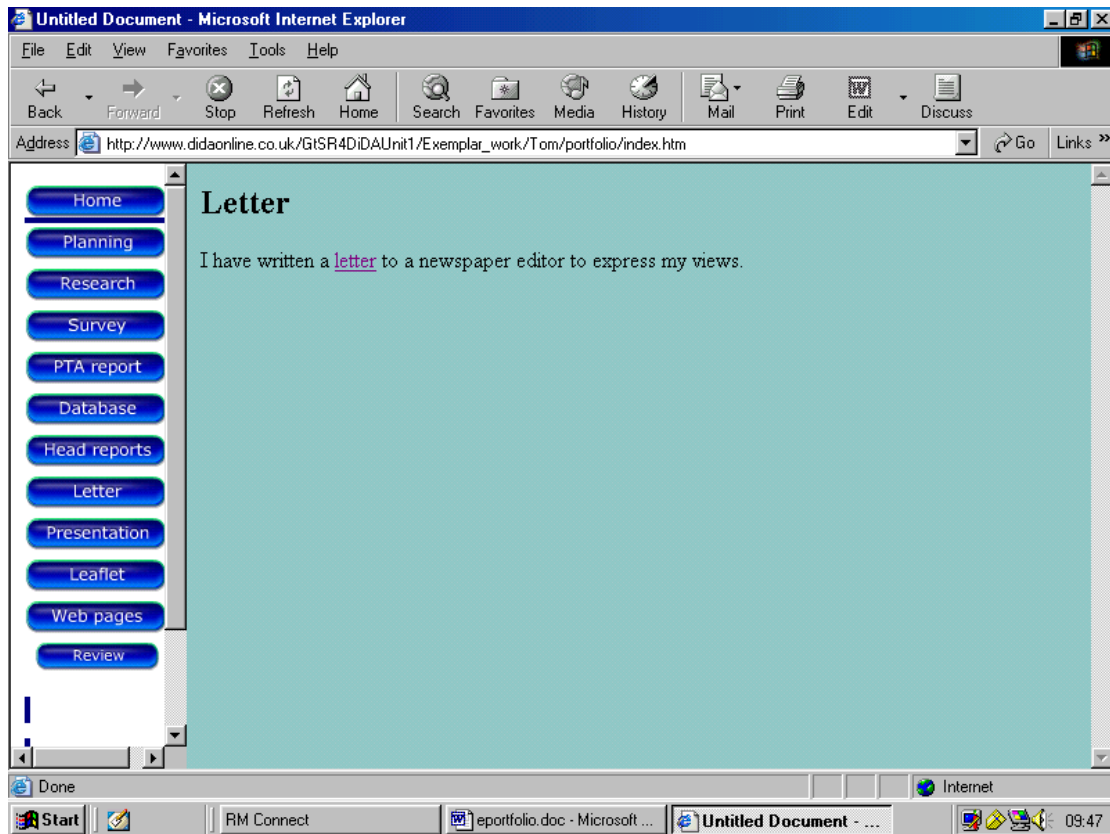 Untitled Document - Microsoft Internet Explorer
File Edit View Favorites Tools Help
Back Forward Stop Refresh Home Search Favorites Media History Mail Print Edit Discuss
Address http://www.didaonline.co.uk/GtSR4DiDAUnit1/Exemplar_work/Tom/portfolio/index.htm Go Links »
Home
Planning
Research
Survey
PTA report
Database
Head reports
Letter
Presentation
Leaflet
Web pages
Review
Letter
I have written a letter to a newspaper editor to express my views.
Done Internet
Start RM Connect eportfolio.doc - Microsoft ... Untitled Document - ... 09:47